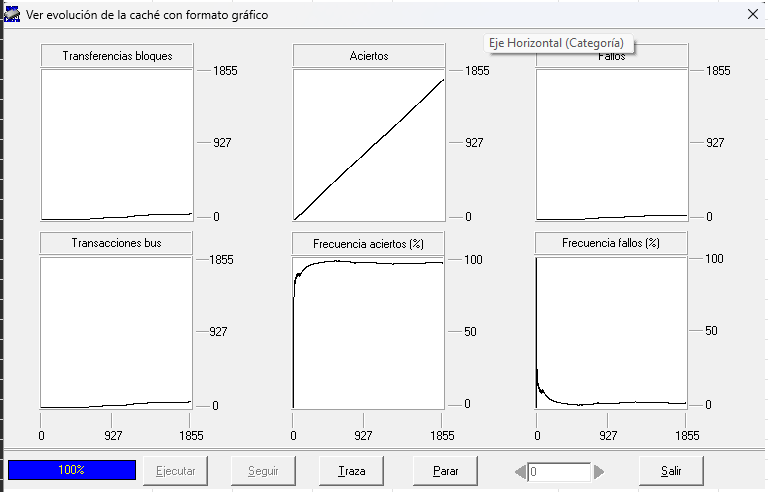 Ver evolución de la caché con formato gráfico
Eje Horizontal (Categoría)
Transferencias bloques
1855
927
0
Aciertos
1855
927
0
Fallos
1855
927
0
Transacciones bus
1855
927
0
Frecuencia aciertos (%)
100
50
0
Frecuencia fallos (%)
100
50
0
0 927 1855
0 927 1855
0 927 1855
100%
Ejecutar
Seguir
Traza
Parar
0
Salir